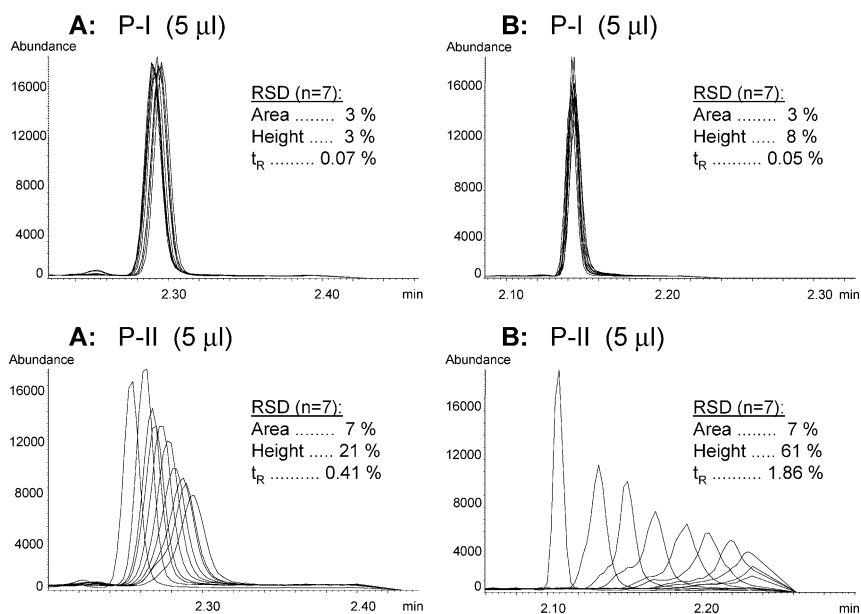 A: P-I (5 µl)
Abundance
16000
12000
8000
4000
0
RSD (n=7):
Area ........ 3 %
Height ..... 3 %
tR ......... 0.07 %
2.30
2.40
min
B: P-I (5 µl)
Abundance
16000
12000
8000
4000
0
RSD (n=7):
Area ........ 3 %
Height ..... 8 %
tR .......... 0.05 %
2.10
2.20
2.30
min
A: P-II (5 µl)
Abundance
16000
12000
8000
4000
0
RSD (n=7):
Area ........ 7 %
Height ..... 21 %
tR .......... 0.41 %
2.30
2.40
min
B: P-II (5 µl)
Abundance
16000
12000
8000
4000
0
RSD (n=7):
Area ........ 7 %
Height ..... 61 %
tR .......... 1.86 %
2.10
2.20
min